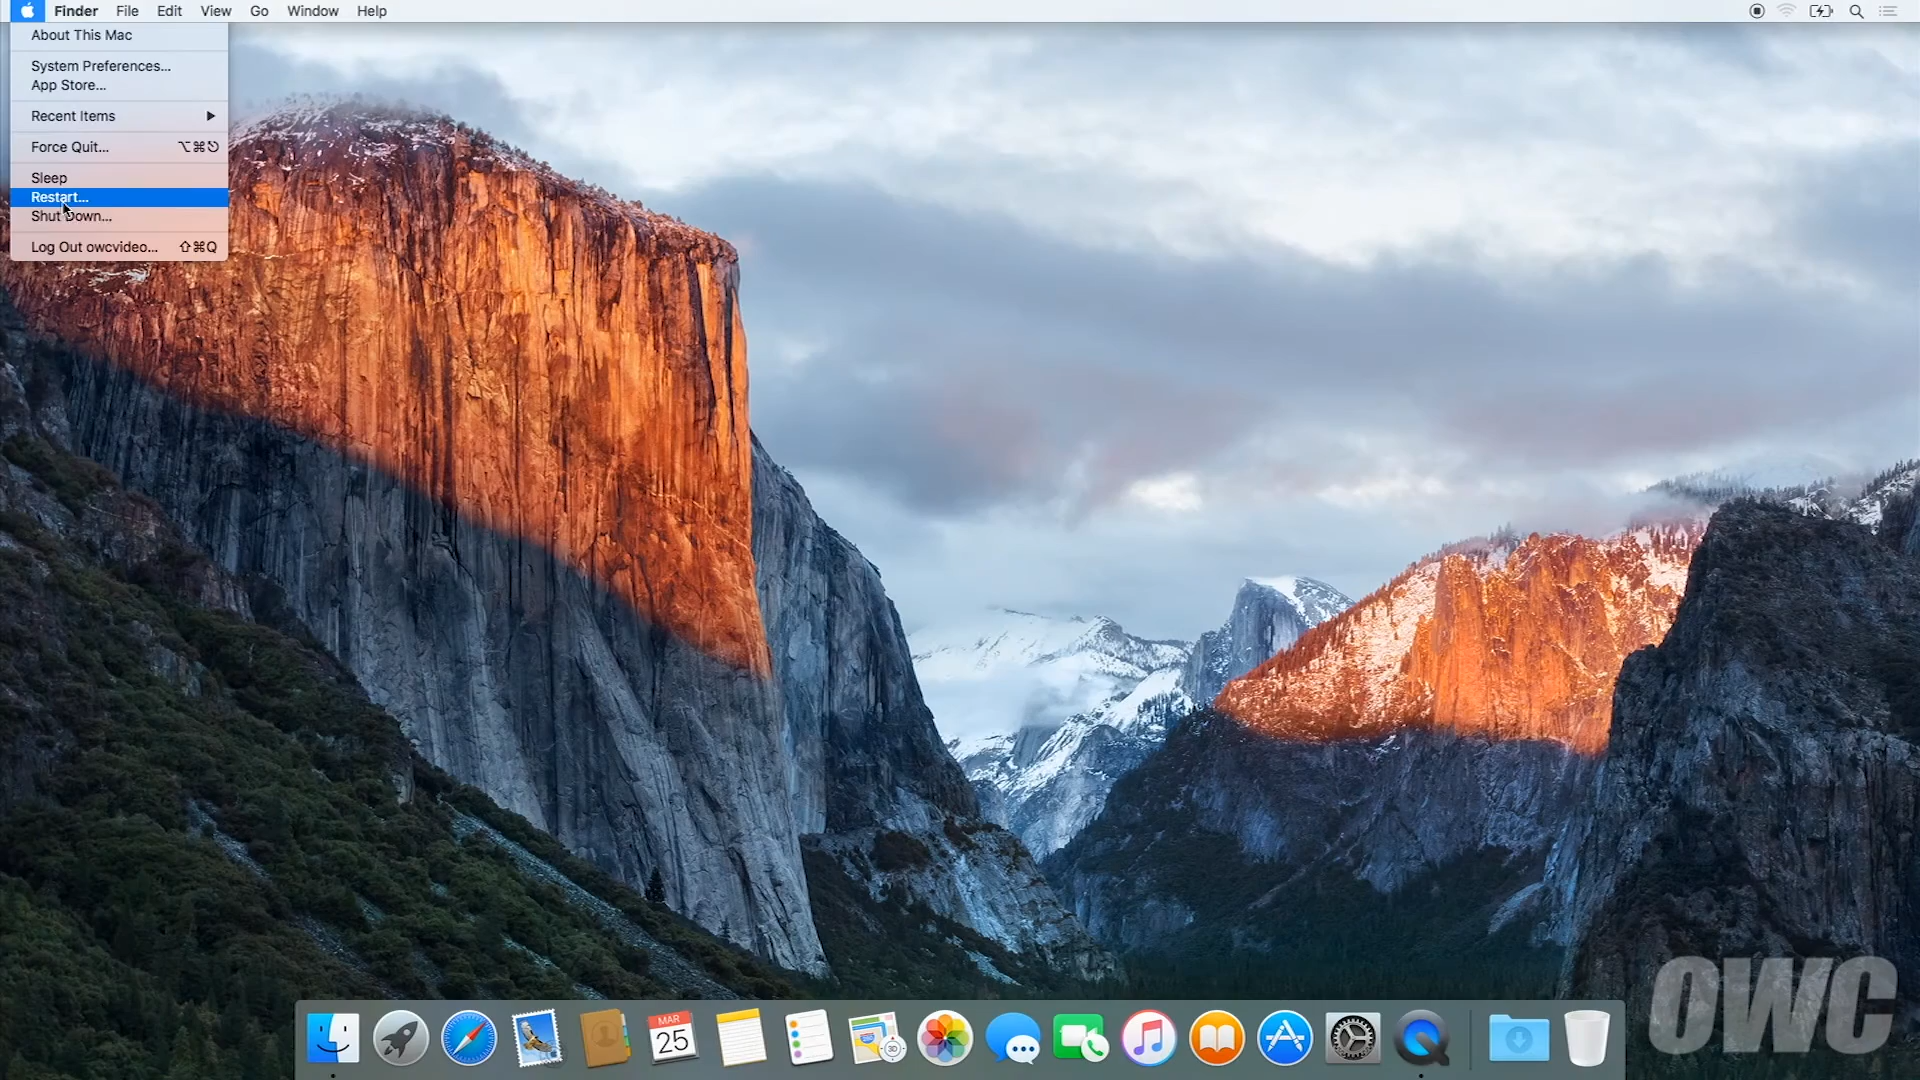 Finder File Edit View Go Window Help
About This Mac
System Preferences...
App Store...
Recent Items
Force Quit... ⌥⌘⎋
Sleep
Restart...
Shut Down...
Log Out owcvideo... ⇧⌘Q
MAR
25
3D
OWC